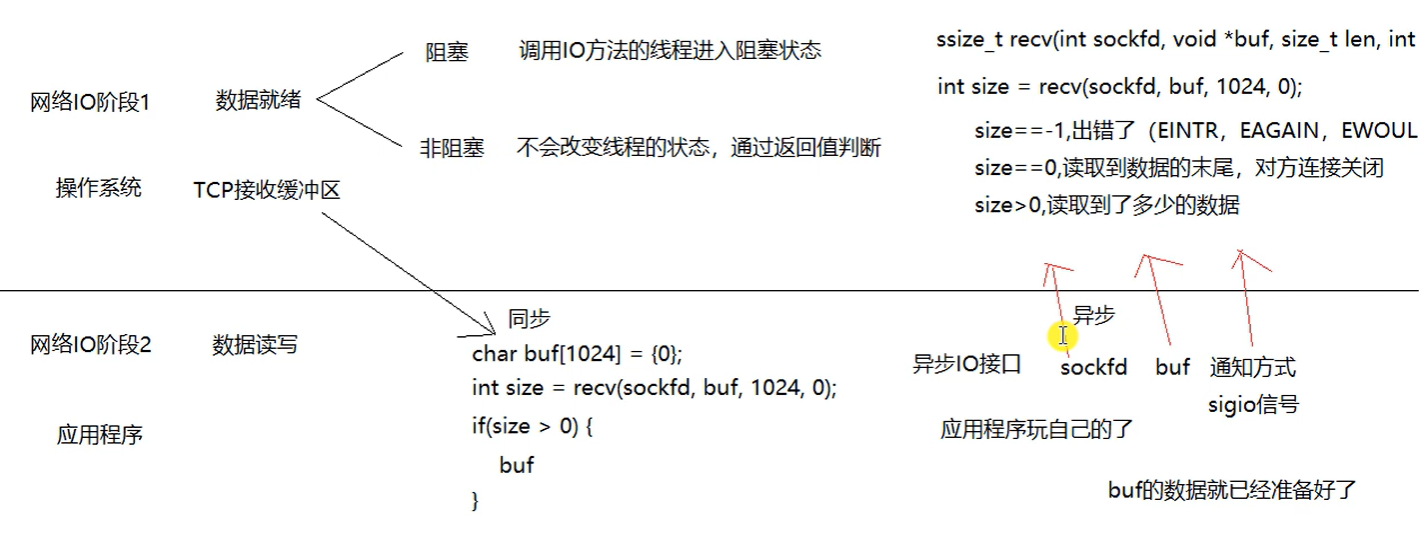 阻塞 调用IO方法的线程进入阻塞状态
ssize_t recv(int sockfd, void *buf, size_t len, int
网络IO阶段1 数据就绪
int size = recv(sockfd, buf, 1024, 0);
size==-1,出错了（EINTR，EAGAIN，EWOUL
非阻塞 不会改变线程的状态，通过返回值判断
size==0,读取到数据的末尾，对方连接关闭
操作系统 TCP接收缓冲区
size>0,读取到了多少的数据
网络IO阶段2 数据读写
同步
char buf[1024] = {0};
int size = recv(sockfd, buf, 1024, 0);
if(size > 0) {
buf
}
应用程序
异步
异步IO接口 sockfd buf 通知方式
sigio信号
应用程序玩自己的了
buf的数据就已经准备好了